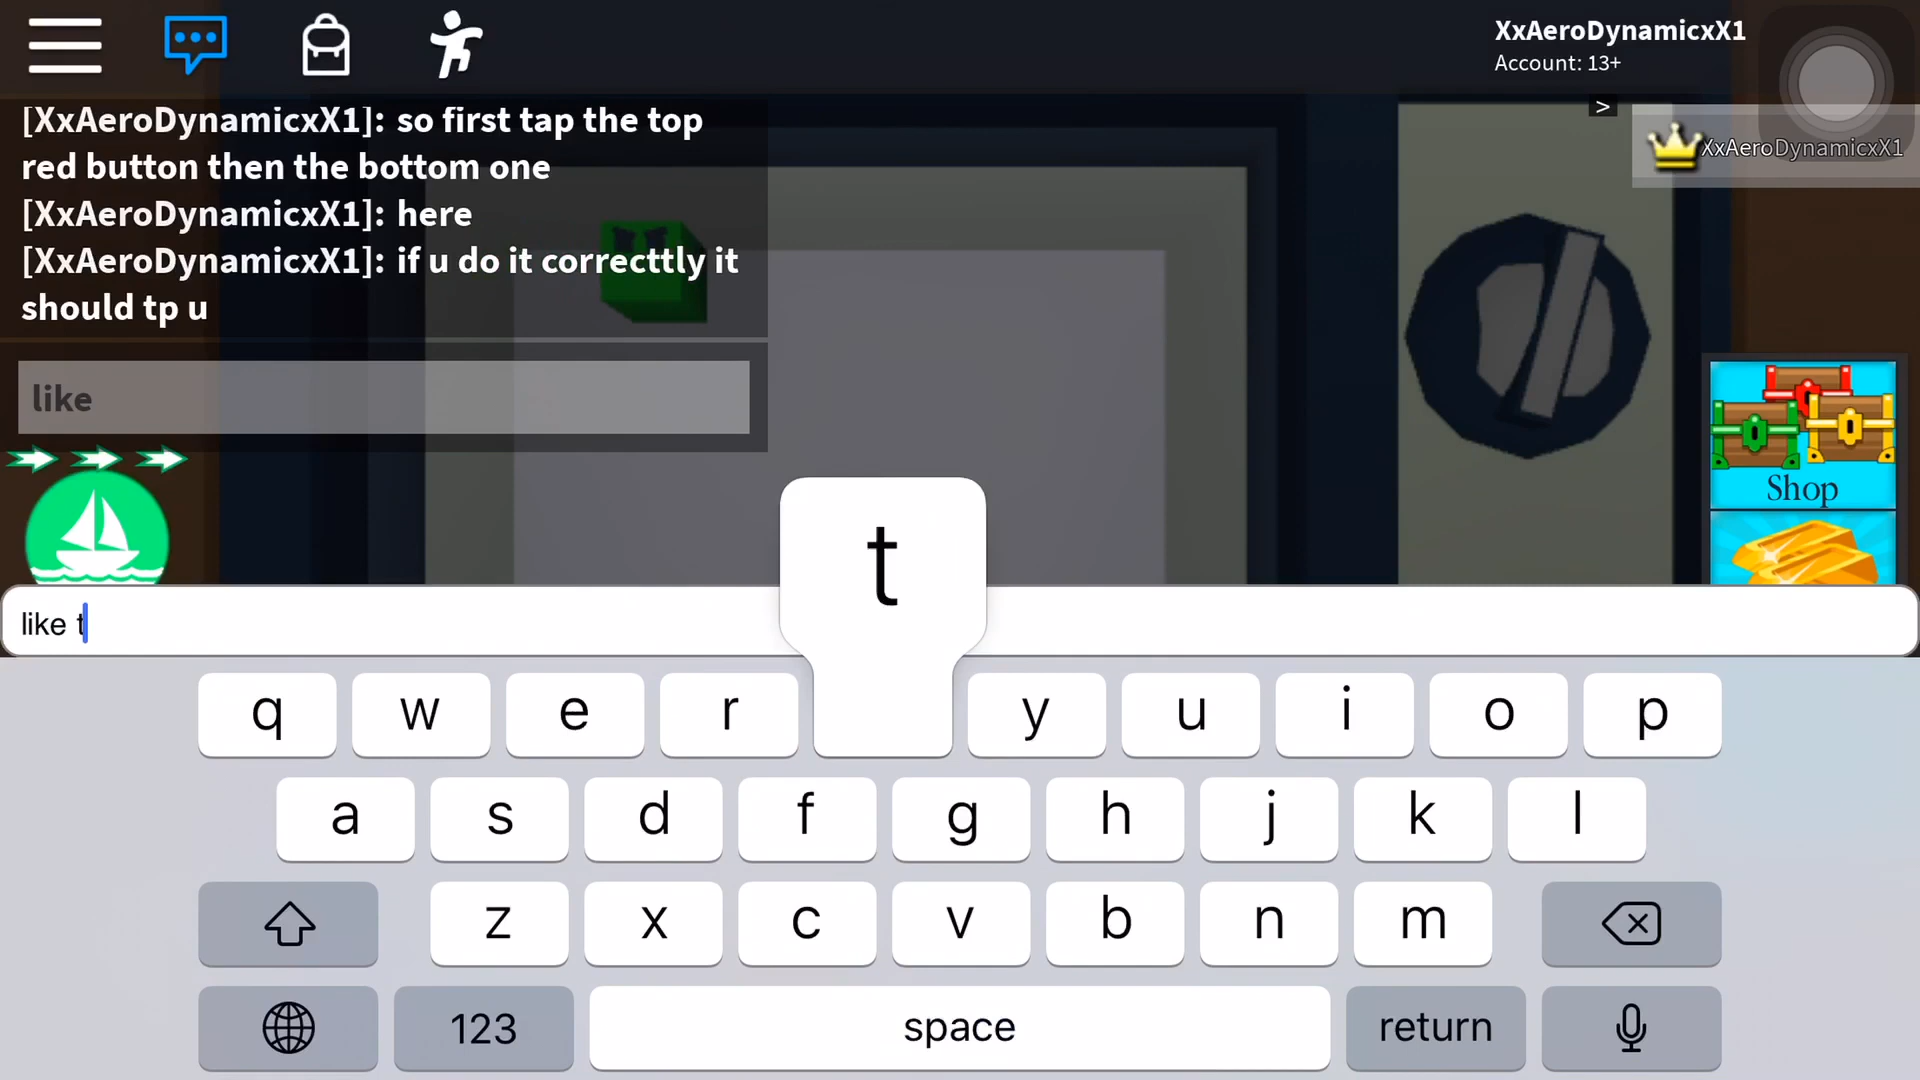 XxAeroDynamicxX1
Account: 13+
[XxAeroDynamicxX1]: so first tap the top
red button then the bottom one
[XxAeroDynamicxX1]: here
[XxAeroDynamicxX1]: if u do it correcttly it
should tp u
>
XxAeroDynamicxX1
like
Shop
like t
t
q w e r y u i o p
a s d f g h j k l
z x c v b n m
123 space return